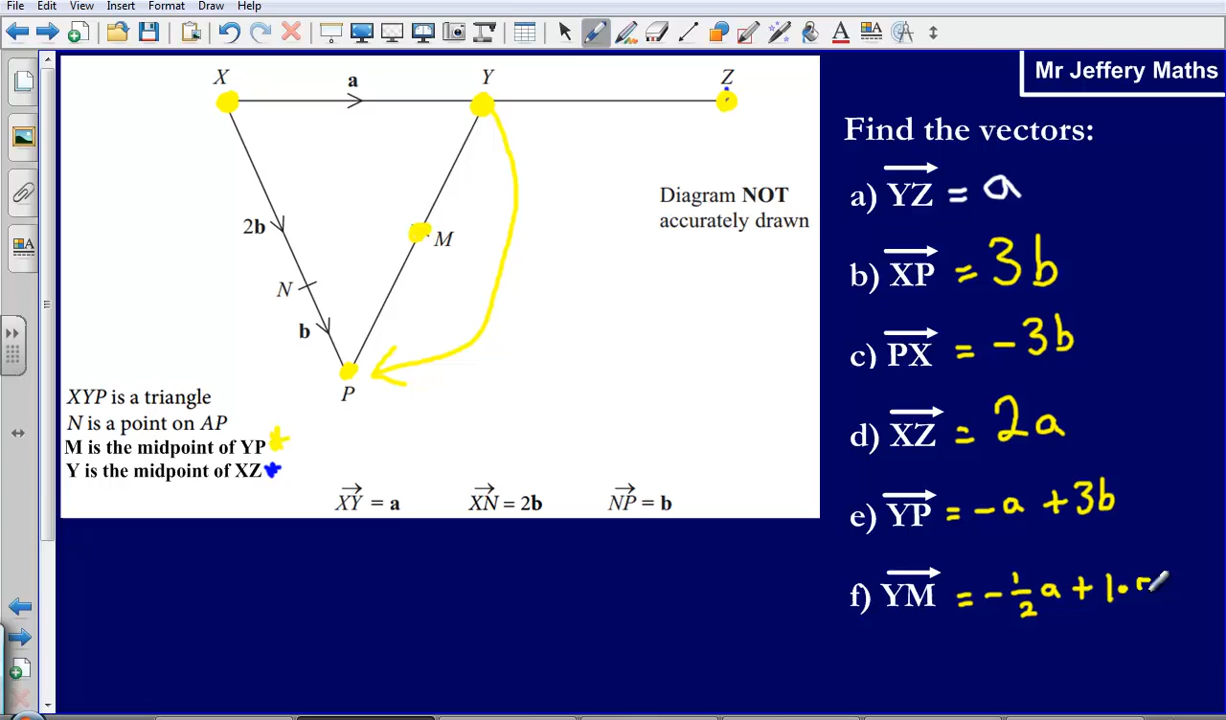 File Edit View Insert Format Draw Help
Mr Jeffery Maths
X a Y Z
2b
M
N
b
P
Diagram NOT
accurately drawn
XYP is a triangle
N is a point on AP
M is the midpoint of YP
Y is the midpoint of XZ
XY = a XN = 2b NP = b
Find the vectors:
a) YZ = a
b) XP = 3b
c) PX = -3b
d) XZ = 2a
e) YP = -a + 3b
f) YM = -½a + 1.